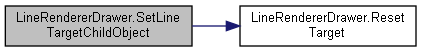 LineRendererDrawer.SetLine
TargetChildObject
LineRendererDrawer.Reset
Target